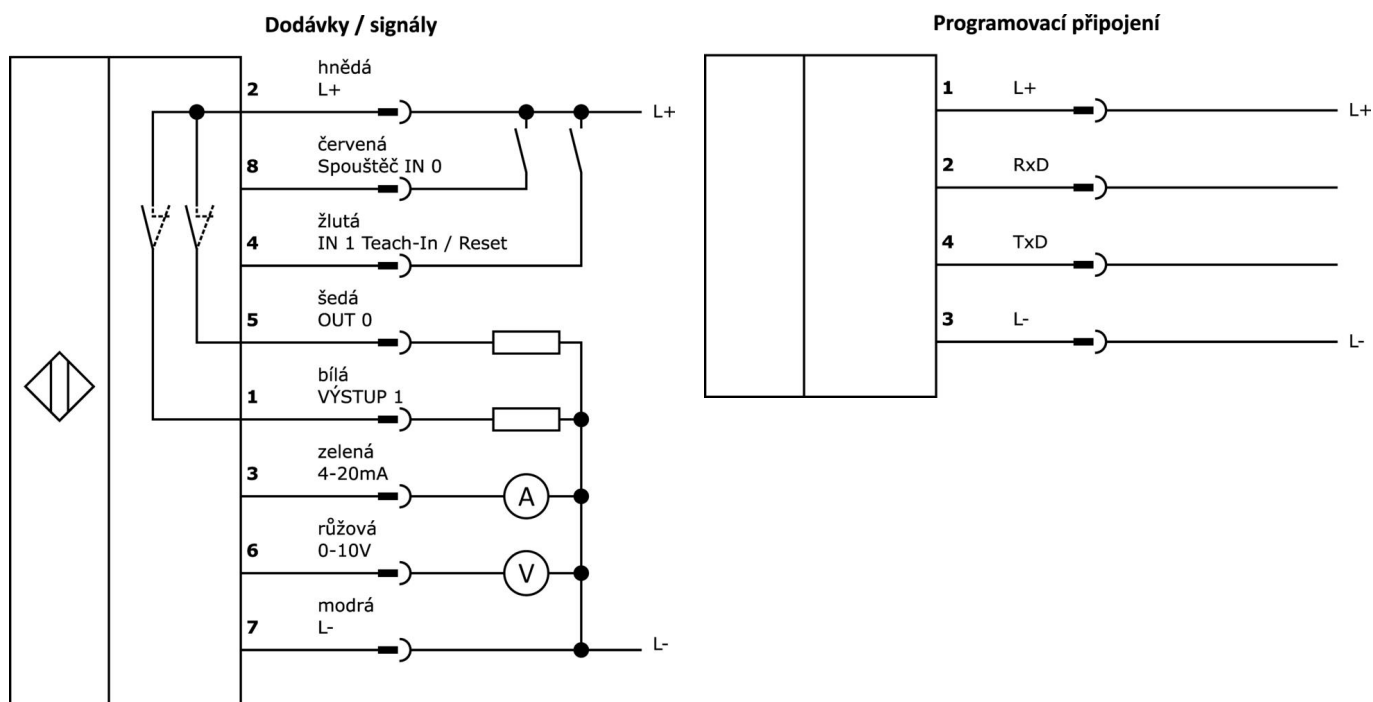 Dodávky / signály
2
hnědá
L+
L+
8
červená
Spouštěč IN 0
4
žlutá
IN 1 Teach-In / Reset
5
šedá
OUT 0
1
bílá
VÝSTUP 1
3
zelená
4-20mA
A
6
růžová
0-10V
V
7
modrá
L-
L-
Programovací připojení
1
L+
L+
2
RxD
4
TxD
3
L-
L-